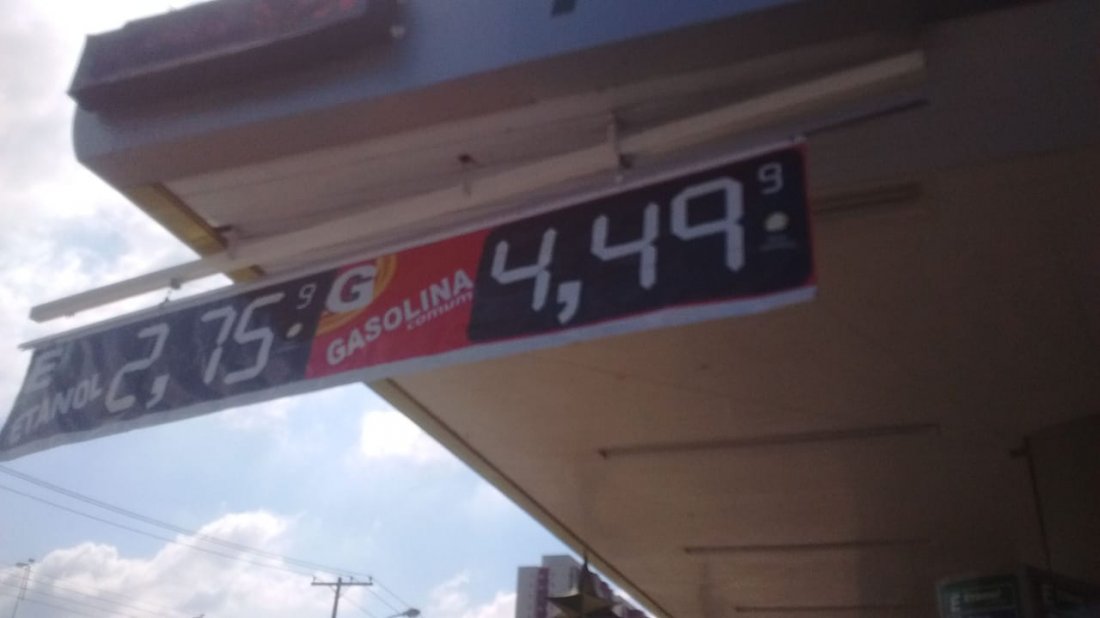 E
ETANOL
2,75 9
G
GASOLINA
comum
4,49 9
E